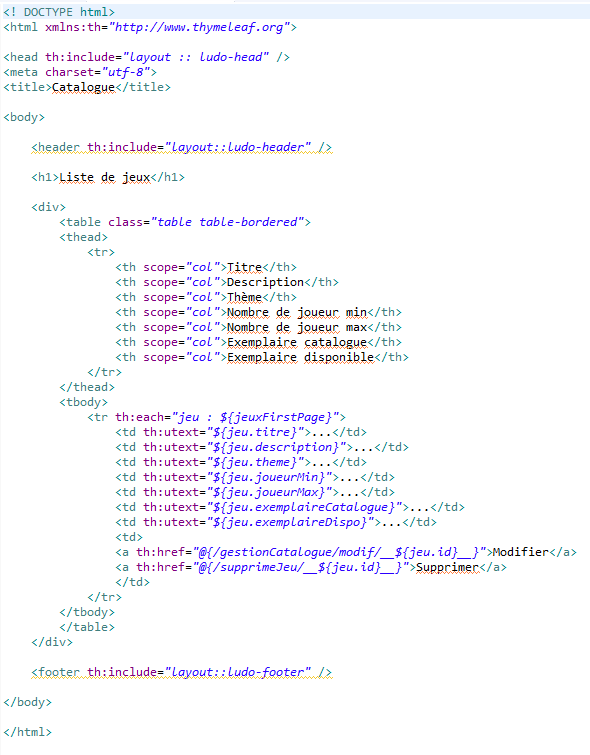 <! DOCTYPE html>
<html xmlns:th="http://www.thymeleaf.org">
<head th:include="layout :: ludo-head" />
<meta charset="utf-8">
<title>Catalogue</title>
<body>
<header th:include="layout::ludo-header" />
<h1>Liste de jeux</h1>
<div>
<table class="table table-bordered">
<thead>
<tr>
<th scope="col">Titre</th>
<th scope="col">Description</th>
<th scope="col">Thème</th>
<th scope="col">Nombre de joueur min</th>
<th scope="col">Nombre de joueur max</th>
<th scope="col">Exemplaire catalogue</th>
<th scope="col">Exemplaire disponible</th>
</tr>
</thead>
<tbody>
<tr th:each="jeu : ${jeuxFirstPage}">
<td th:utext="${jeu.titre}">...</td>
<td th:utext="${jeu.description}">...</td>
<td th:utext="${jeu.theme}">...</td>
<td th:utext="${jeu.joueurMin}">...</td>
<td th:utext="${jeu.joueurMax}">...</td>
<td th:utext="${jeu.exemplaireCatalogue}">...</td>
<td th:utext="${jeu.exemplaireDispo}">...</td>
<td>
<a th:href="@{/gestionCatalogue/modif/__${jeu.id}__}">Modifier</a>
<a th:href="@{/supprimeJeu/__${jeu.id}__}">Supprimer</a>
</td>
</tr>
</tbody>
</table>
</div>
<footer th:include="layout::ludo-footer" />
</body>
</html>